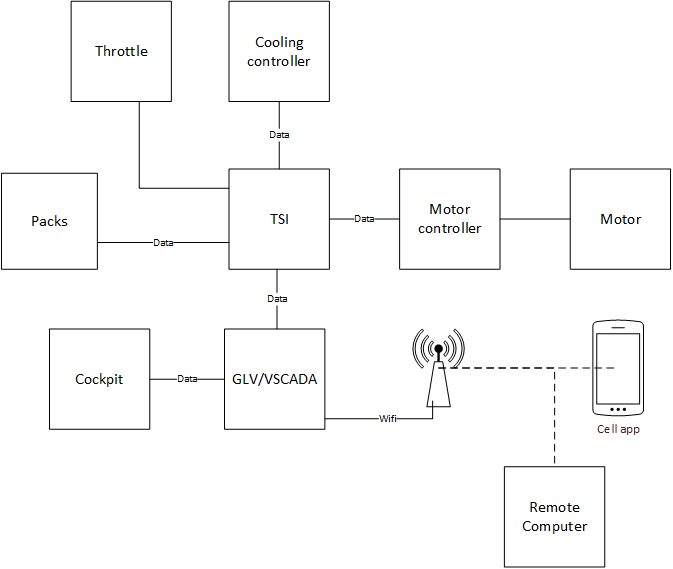 Throttle
Cooling
controller
Data
Packs
Data
TSI
Data
Motor
controller
Motor
Data
Cockpit
Data
GLV/VSCADA
Wifi
Cell app
Remote
Computer